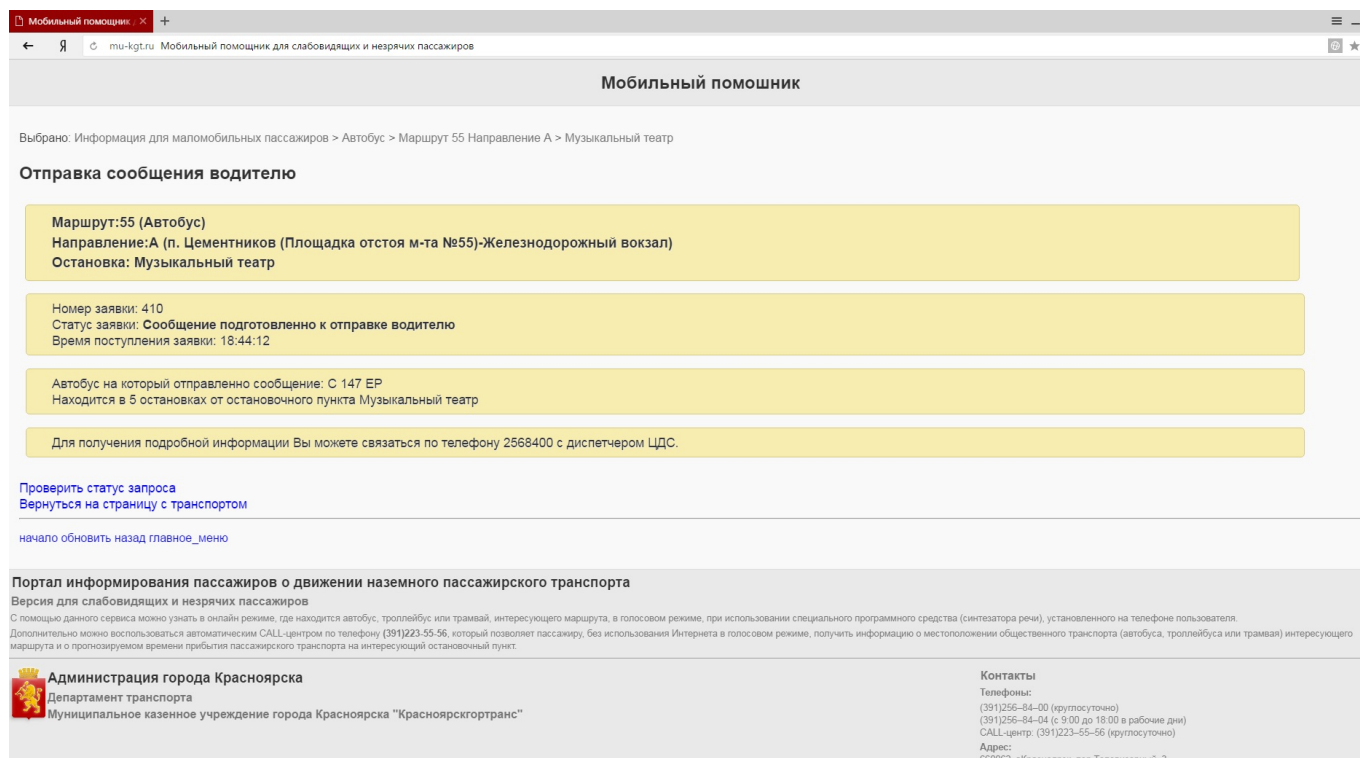 Мобильный помощник
mu-kgt.ru Мобильный помощник для слабовидящих и незрячих пассажиров
Мобильный помошник
Выбрано: Информация для маломобильных пассажиров > Автобус > Маршрут 55 Направление А > Музыкальный театр
Отправка сообщения водителю
Маршрут:55 (Автобус)
Направление:А (п. Цементников (Площадка отстоя м-та №55)-Железнодорожный вокзал)
Остановка: Музыкальный театр
Номер заявки: 410
Статус заявки: Сообщение подготовленно к отправке водителю
Время поступления заявки: 18:44:12
Автобус на который отправленно сообщение: С 147 ЕР
Находится в 5 остановках от остановочного пункта Музыкальный театр
Для получения подробной информации Вы можете связаться по телефону 2568400 с диспетчером ЦДС.
Проверить статус запроса
Вернуться на страницу с транспортом
начало обновить назад главное_меню
Портал информирования пассажиров о движении наземного пассажирского транспорта
Версия для слабовидящих и незрячих пассажиров
С помощью данного сервиса можно узнать в онлайн режиме, где находится автобус, троллейбус или трамвай, интересующего маршрута, в голосовом режиме, при использовании специального программного средства (синтезатора речи), установленного на телефоне пользователя.
Дополнительно можно воспользоваться автоматическим CALL-центром по телефону (391)223-55-56, который позволяет пассажиру, без использования Интернета в голосовом режиме, получить информацию о местоположении общественного транспорта (автобуса, троллейбуса или трамвая) интересующего
маршрута и о прогнозируемом времени прибытия пассажирского транспорта на интересующий остановочный пункт.
Администрация города Красноярска
Департамент транспорта
Муниципальное казенное учреждение города Красноярска "Красноярскгортранс"
Контакты
Телефоны:
(391)256–84–00 (круглосуточно)
(391)256–84–04 (с 9:00 до 18:00 в рабочие дни)
CALL-центр: (391)223–55–56 (круглосуточно)
Адрес: